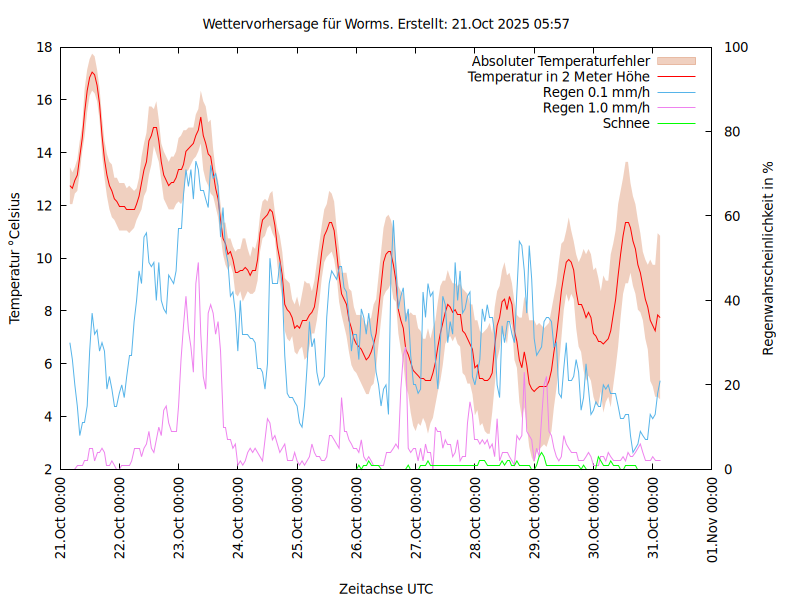 Wettervorhersage für Worms. Erstellt: 21.Oct 2025 05:57
Absoluter Temperaturfehler
Temperatur in 2 Meter Höhe
Regen 0.1 mm/h
Regen 1.0 mm/h
Schnee
Temperatur °Celsius
18
16
14
12
10
8
6
4
2
100
80
60
40
20
0
Regenwahrscheinlichkeit in %
21.Oct 00:00
22.Oct 00:00
23.Oct 00:00
24.Oct 00:00
25.Oct 00:00
26.Oct 00:00
27.Oct 00:00
28.Oct 00:00
29.Oct 00:00
30.Oct 00:00
31.Oct 00:00
01.Nov 00:00
Zeitachse UTC